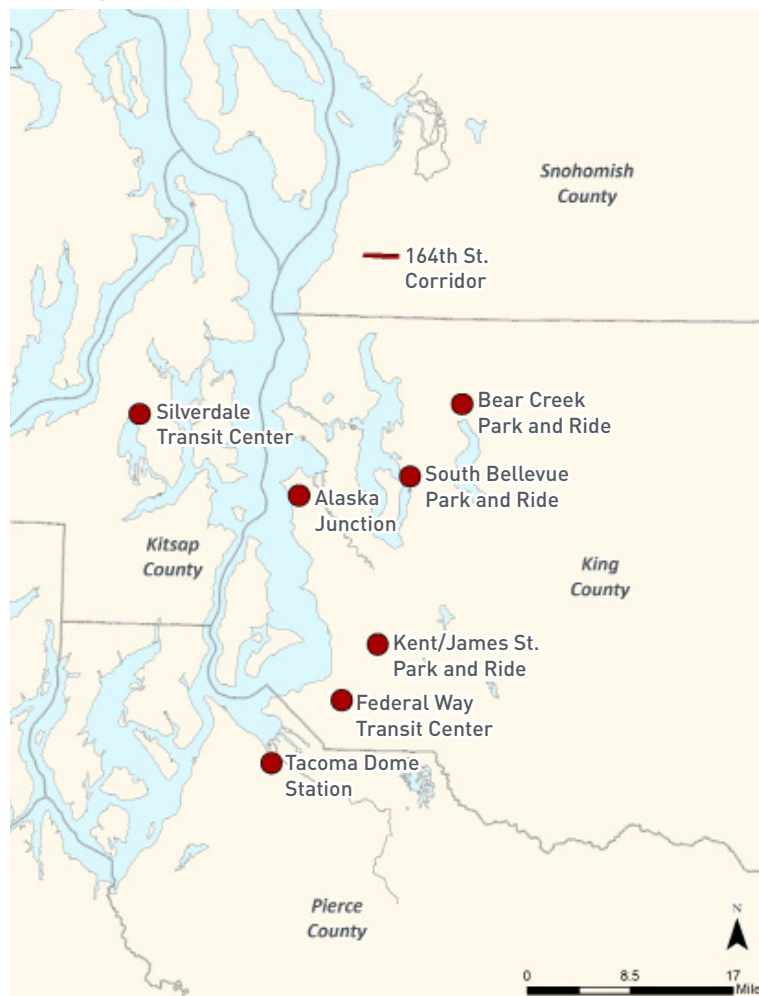 Snohomish
County
164th St.
Corridor
Silverdale
Transit Center
Bear Creek
Park and Ride
South Bellevue
Park and Ride
Alaska
Junction
Kitsap
County
King
County
Kent/James St.
Park and Ride
Federal Way
Transit Center
Tacoma Dome
Station
Pierce
County
N
0 8.5 17
Mile